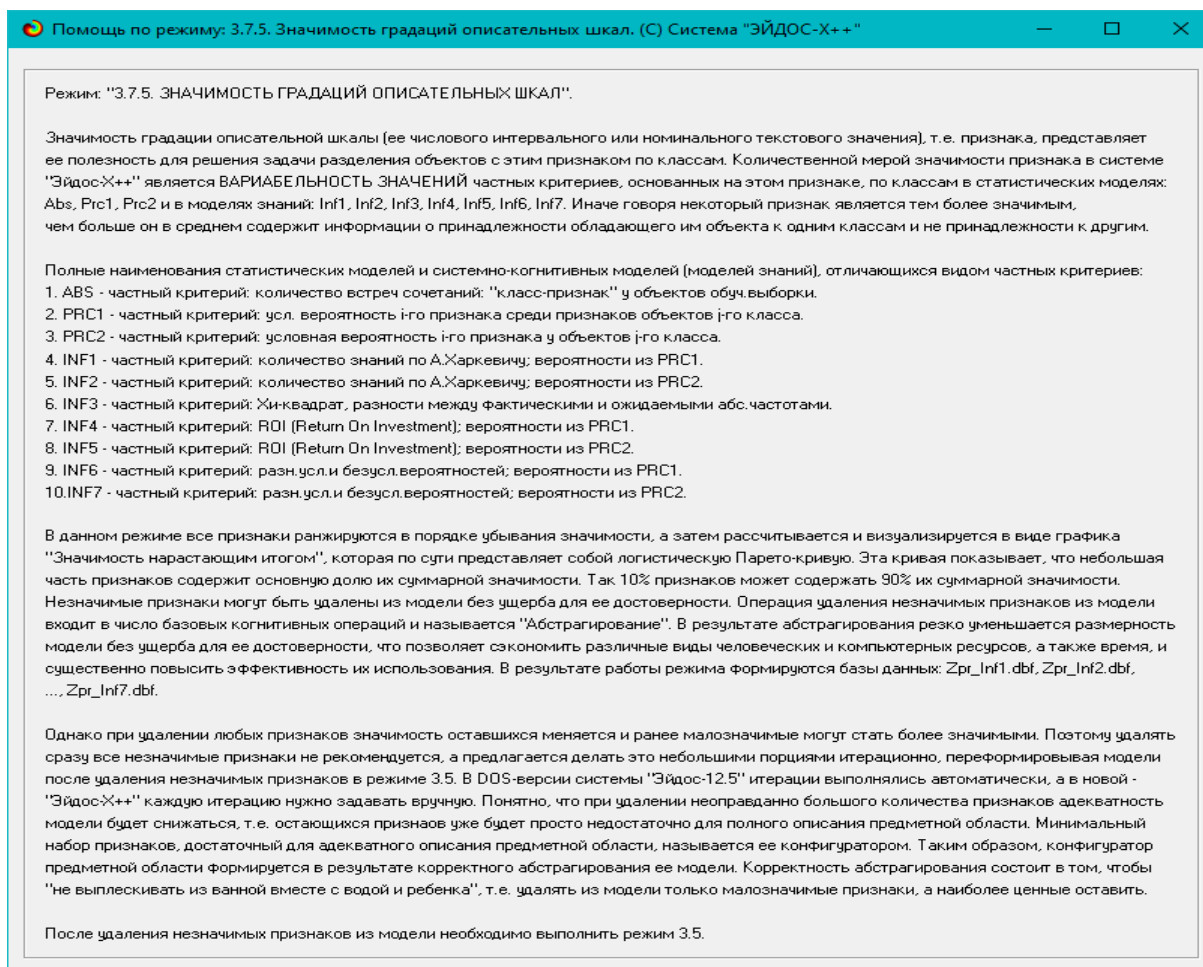 Помощь по режиму: 3.7.5. Значимость градаций описательных шкал. (C) Система "ЭЙДОС-X++"
Режим: "3.7.5. ЗНАЧИМОСТЬ ГРАДАЦИЙ ОПИСАТЕЛЬНЫХ ШКАЛ".
Значимость градации описательной шкалы (ее числового интервального или номинального текстового значения), т.е. признака, представляет
ее полезность для решения задачи разделения объектов с этим признаком по классам. Количественной мерой значимости признака в системе
"Эйдос-X++" является ВАРИАБЕЛЬНОСТЬ ЗНАЧЕНИЙ частных критериев, основанных на этом признаке, по классам в статистических моделях:
Abs, Prc1, Prc2 и в моделях знаний: Inf1, Inf2, Inf3, Inf4, Inf5, Inf6, Inf7. Иначе говоря некоторый признак является тем более значимым,
чем больше он в среднем содержит информации о принадлежности обладающего им объекта к одним классам и не принадлежности к другим.
Полные наименования статистических моделей и системно-когнитивных моделей (моделей знаний), отличающихся видом частных критериев:
1. ABS - частный критерий: количество встреч сочетаний: "класс-признак" у объектов обуч.выборки.
2. PRC1 - частный критерий: усл. вероятность i-го признака среди признаков объектов j-го класса.
3. PRC2 - частный критерий: условная вероятность i-го признака у объектов j-го класса.
4. INF1 - частный критерий: количество знаний по А.Харкевичу; вероятности из PRC1.
5. INF2 - частный критерий: количество знаний по А.Харкевичу; вероятности из PRC2.
6. INF3 - частный критерий: Хи-квадрат, разности между фактическими и ожидаемыми абс.частотами.
7. INF4 - частный критерий: ROI (Return On Investment); вероятности из PRC1.
8. INF5 - частный критерий: ROI (Return On Investment); вероятности из PRC2.
9. INF6 - частный критерий: разн.усл.и безусл.вероятностей; вероятности из PRC1.
10.INF7 - частный критерий: разн.усл.и безусл.вероятностей; вероятности из PRC2.
В данном режиме все признаки ранжируются в порядке убывания значимости, а затем рассчитывается и визуализируется в виде графика
"Значимость нарастающим итогом", которая по сути представляет собой логистическую Парето-кривую. Эта кривая показывает, что небольшая
часть признаков содержит основную долю их суммарной значимости. Так 10% признаков может содержать 90% их суммарной значимости.
Незначимые признаки могут быть удалены из модели без ущерба для ее достоверности. Операция удаления незначимых признаков из модели
входит в число базовых когнитивных операций и называется "Абстрагирование". В результате абстрагирования резко уменьшается размерность
модели без ущерба для ее достоверности, что позволяет сэкономить различные виды человеческих и компьютерных ресурсов, а также время, и
существенно повысить эффективность их использования. В результате работы режима формируются базы данных: Zpr_Inf1.dbf, Zpr_Inf2.dbf,
..., Zpr_Inf7.dbf.
Однако при удалении любых признаков значимость оставшихся меняется и ранее малозначимые могут стать более значимыми. Поэтому удалять
сразу все незначимые признаки не рекомендуется, а предлагается делать это небольшими порциями итерационно, переформировывая модели
после удаления незначимых признаков в режиме 3.5. В DOS-версии системы "Эйдос-12.5" итерации выполнялись автоматически, а в новой -
"Эйдос-X++" каждую итерацию нужно задавать вручную. Понятно, что при удалении неоправданно большого количества признаков адекватность
модели будет снижаться, т.е. остающихся признаов уже будет просто недостаточно для полного описания предметной области. Минимальный
набор признаков, достаточный для адекватного описания предметной области, называется ее конфигуратором. Таким образом, конфигуратор
предметной области формируется в результате корректного абстрагирования ее модели. Корректность абстрагирования состоит в том, чтобы
"не выплескивать из ванной вместе с водой и ребенка", т.е. удалять из модели только малозначимые признаки, а наиболее ценные оставить.
После удаления незначимых признаков из модели необходимо выполнить режим 3.5.